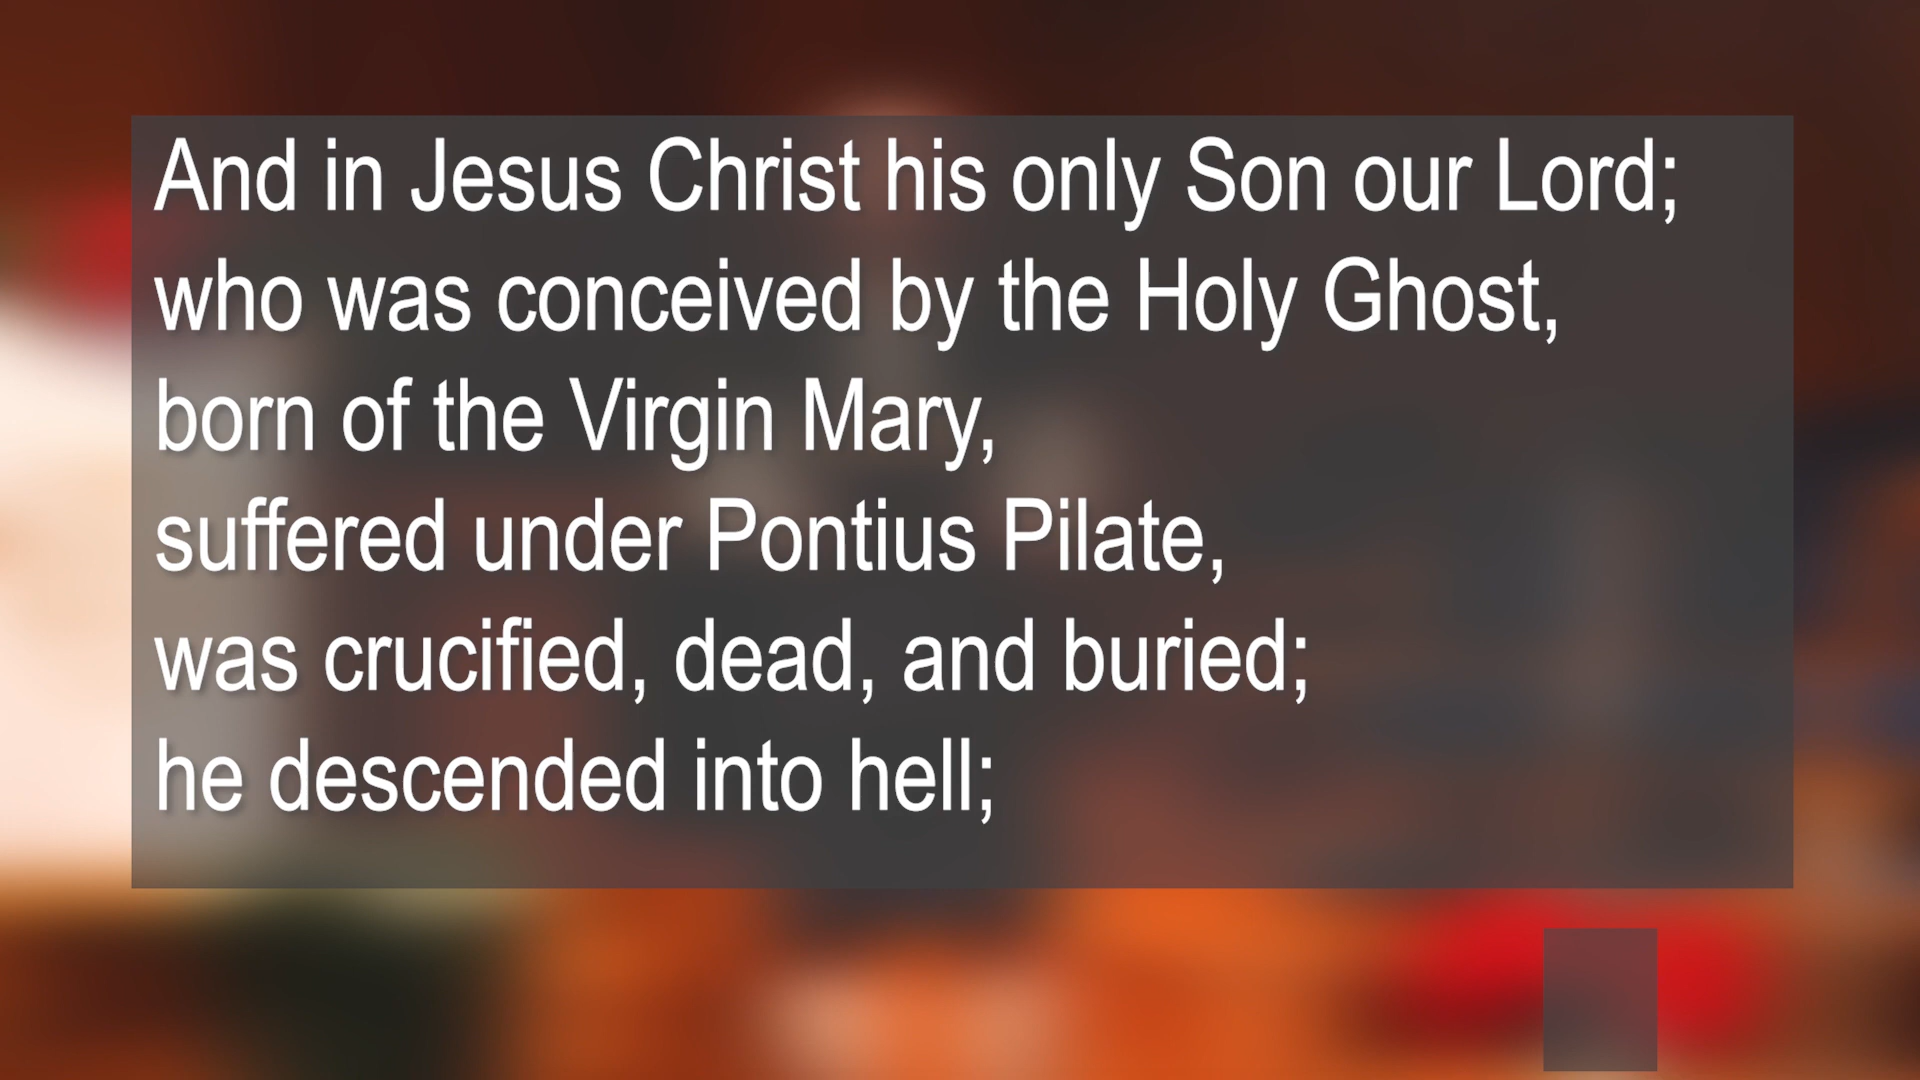 And in Jesus Christ his only Son our Lord;
who was conceived by the Holy Ghost,
born of the Virgin Mary,
suffered under Pontius Pilate,
was crucified, dead, and buried;
he descended into hell;